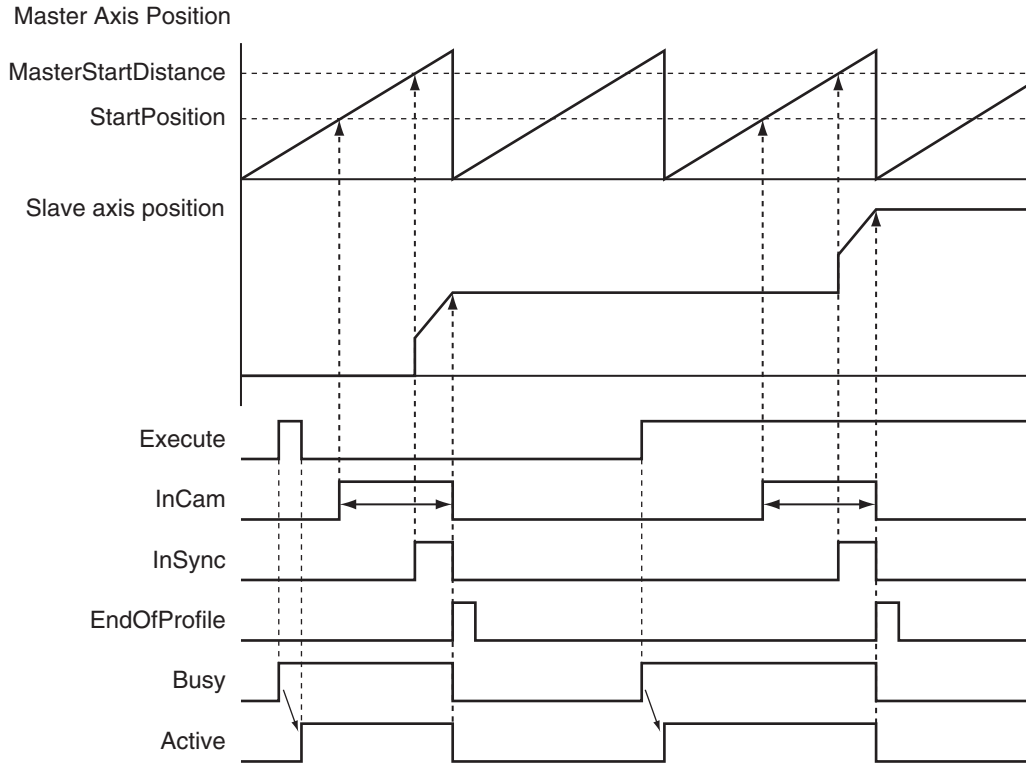 Master Axis Position
MasterStartDistance
StartPosition
Slave axis position
Execute
InCam
InSync
EndOfProfile
Busy
Active